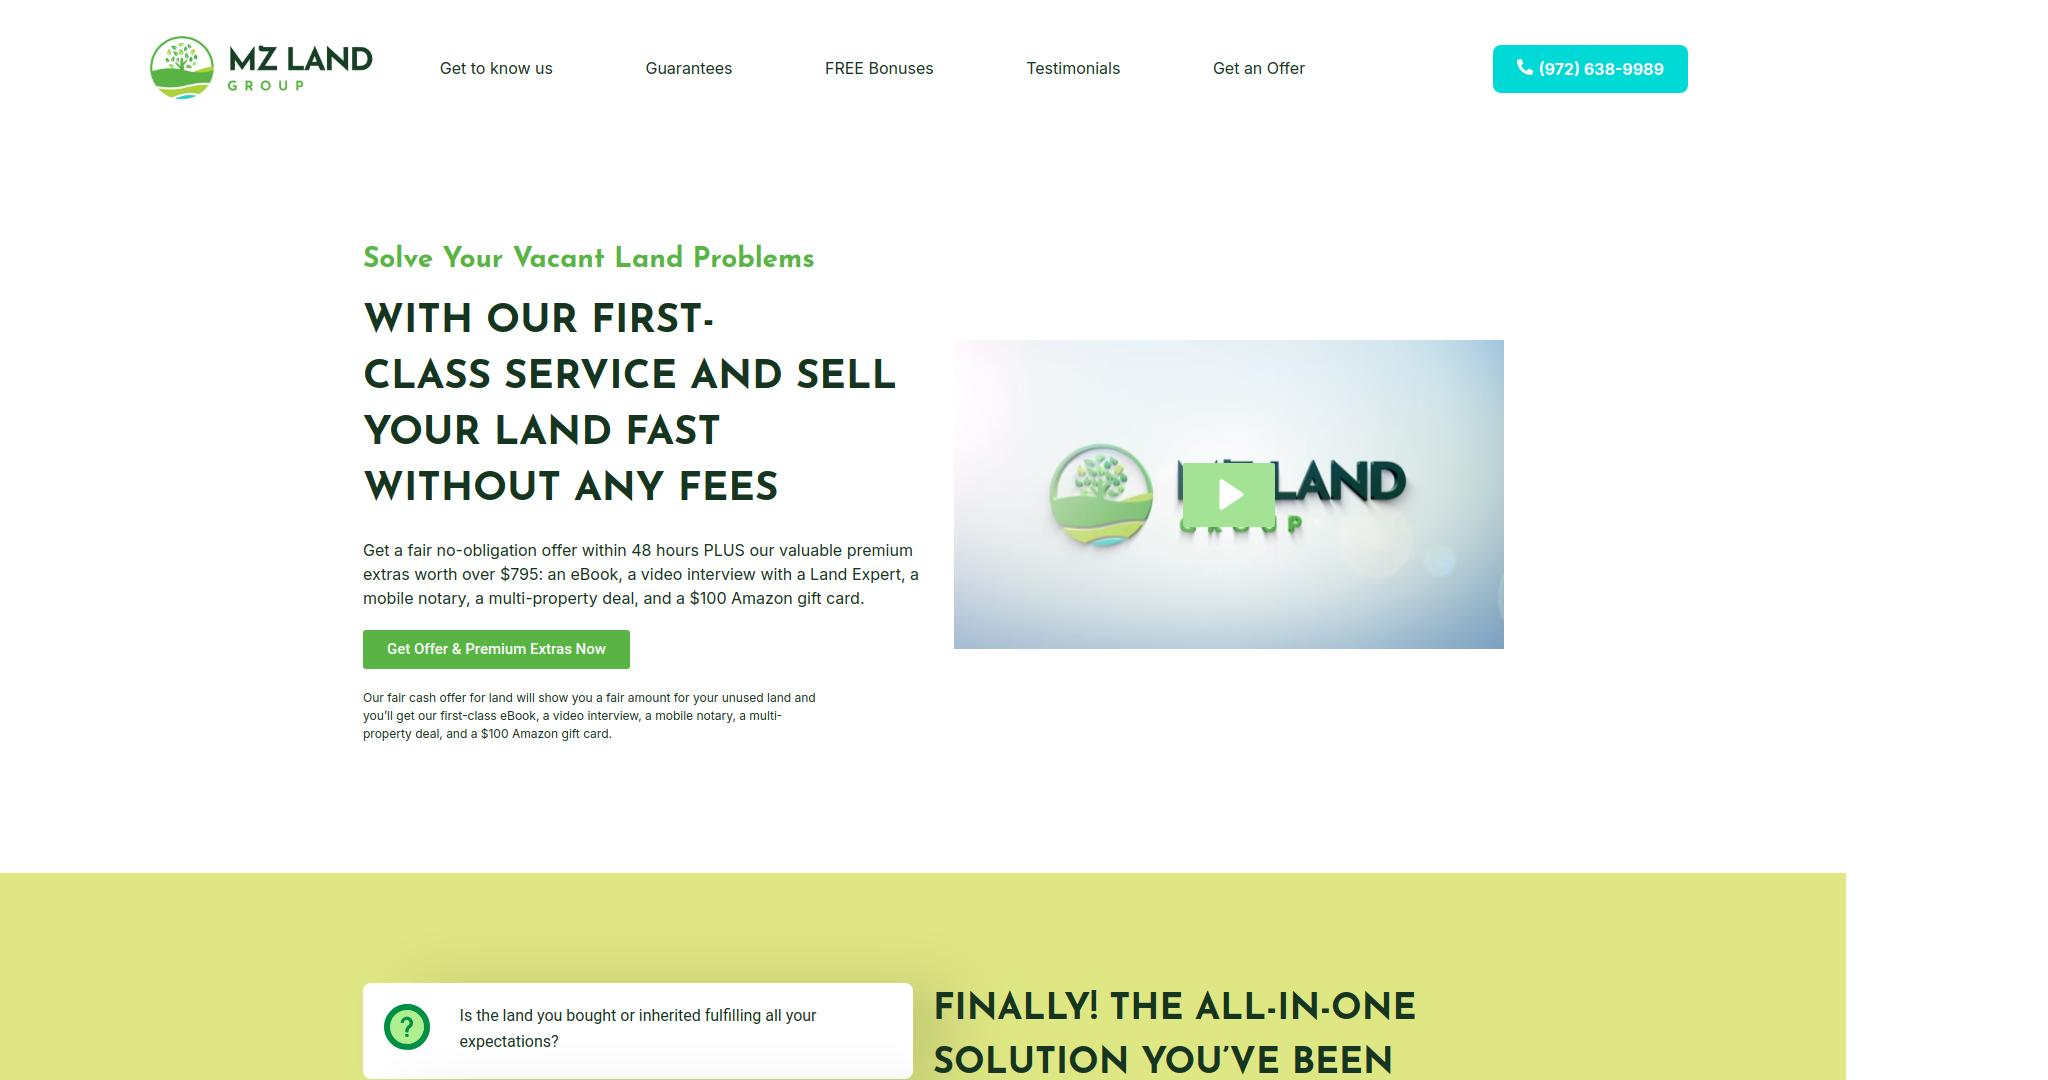 MZ LAND
GROUP
Get to know us
Guarantees
FREE Bonuses
Testimonials
Get an Offer
(972) 638-9989
Solve Your Vacant Land Problems
WITH OUR FIRST-
CLASS SERVICE AND SELL
YOUR LAND FAST
WITHOUT ANY FEES
Get a fair no-obligation offer within 48 hours PLUS our valuable premium
extras worth over $795: an eBook, a video interview with a Land Expert, a
mobile notary, a multi-property deal, and a $100 Amazon gift card.
Get Offer & Premium Extras Now
Our fair cash offer for land will show you a fair amount for your unused land and
you’ll get our first-class eBook, a video interview, a mobile notary, a multi-
property deal, and a $100 Amazon gift card.
MZ LAND
GROUP
?
Is the land you bought or inherited fulfilling all your
expectations?
FINALLY! THE ALL-IN-ONE
SOLUTION YOU’VE BEEN